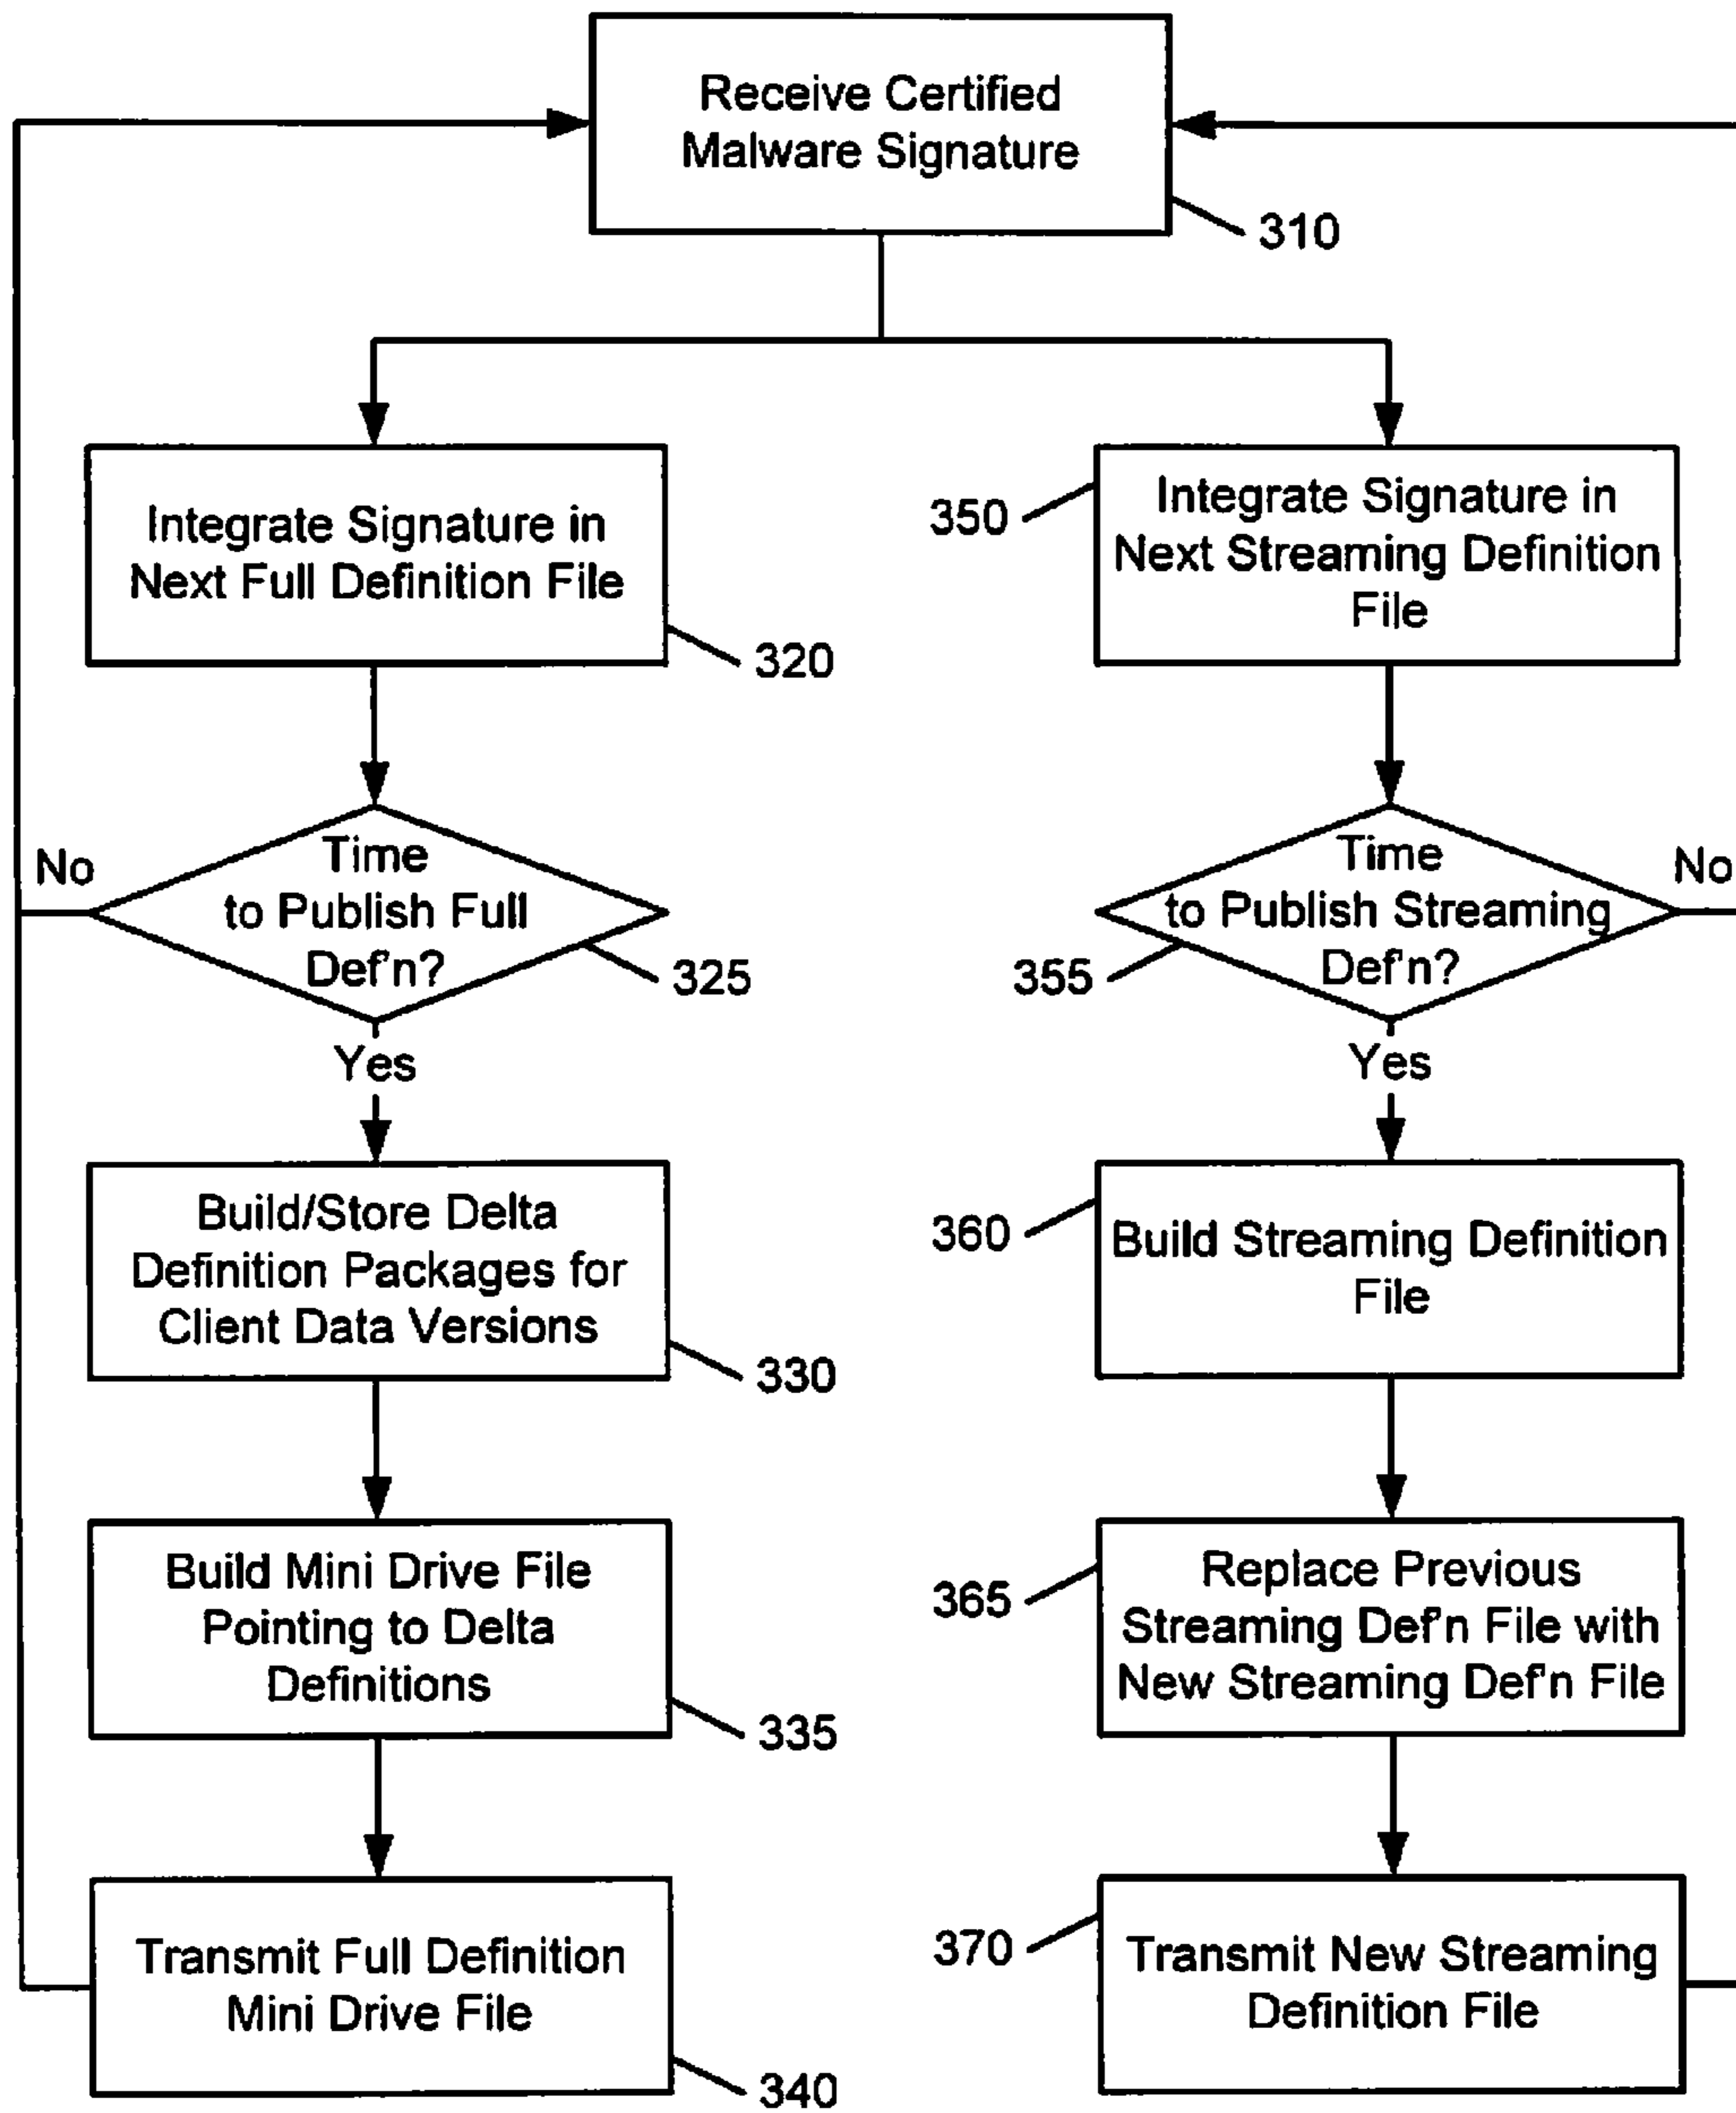 Receive Certified
Malware Signature
310
Integrate Signature in
Next Full Definition File
320
350
Integrate Signature in
Next Streaming Definition
File
No
Time
to Publish Full
Def'n?
325
Yes
355
Time
to Publish Streaming
Def'n?
No
Yes
Build/Store Delta
Definition Packages for
Client Data Versions
330
360
Build Streaming Definition
File
Build Mini Drive File
Pointing to Delta
Definitions
335
365
Replace Previous
Streaming Def'n File with
New Streaming Def'n File
Transmit Full Definition
Mini Drive File
340
370
Transmit New Streaming
Definition File